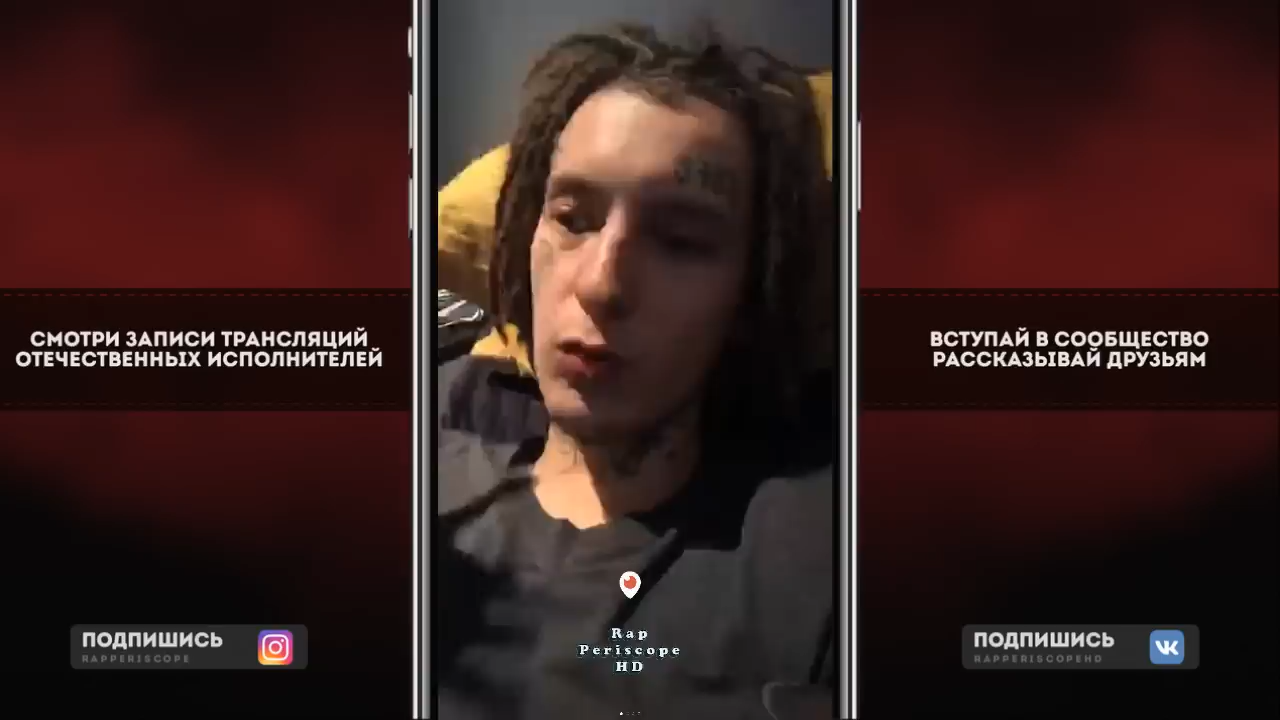 СМОТРИ ЗАПИСИ ТРАНСЛЯЦИЙ
ОТЕЧЕСТВЕННЫХ ИСПОЛНИТЕЛЕЙ
ВСТУПАЙ В СООБЩЕСТВО
РАССКАЗЫВАЙ ДРУЗЬЯМ
Rap
Periscope
HD
ПОДПИШИСЬ
RAPPERISCOPE
ПОДПИШИСЬ
RAPPERISCOPEHD